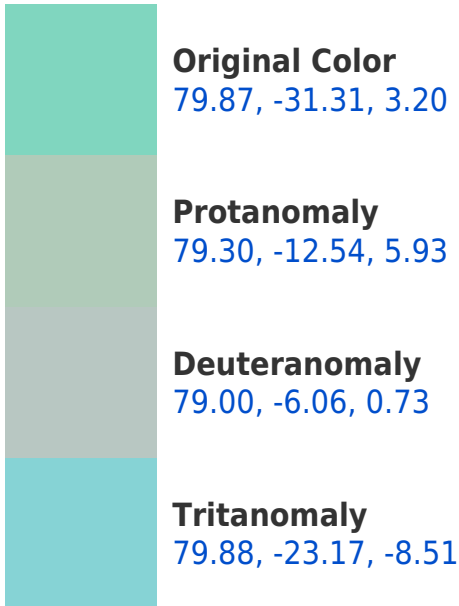 Original Color
79.87, -31.31, 3.20
Protanomaly
79.30, -12.54, 5.93
Deuteranomaly
79.00, -6.06, 0.73
Tritanomaly
79.88, -23.17, -8.51